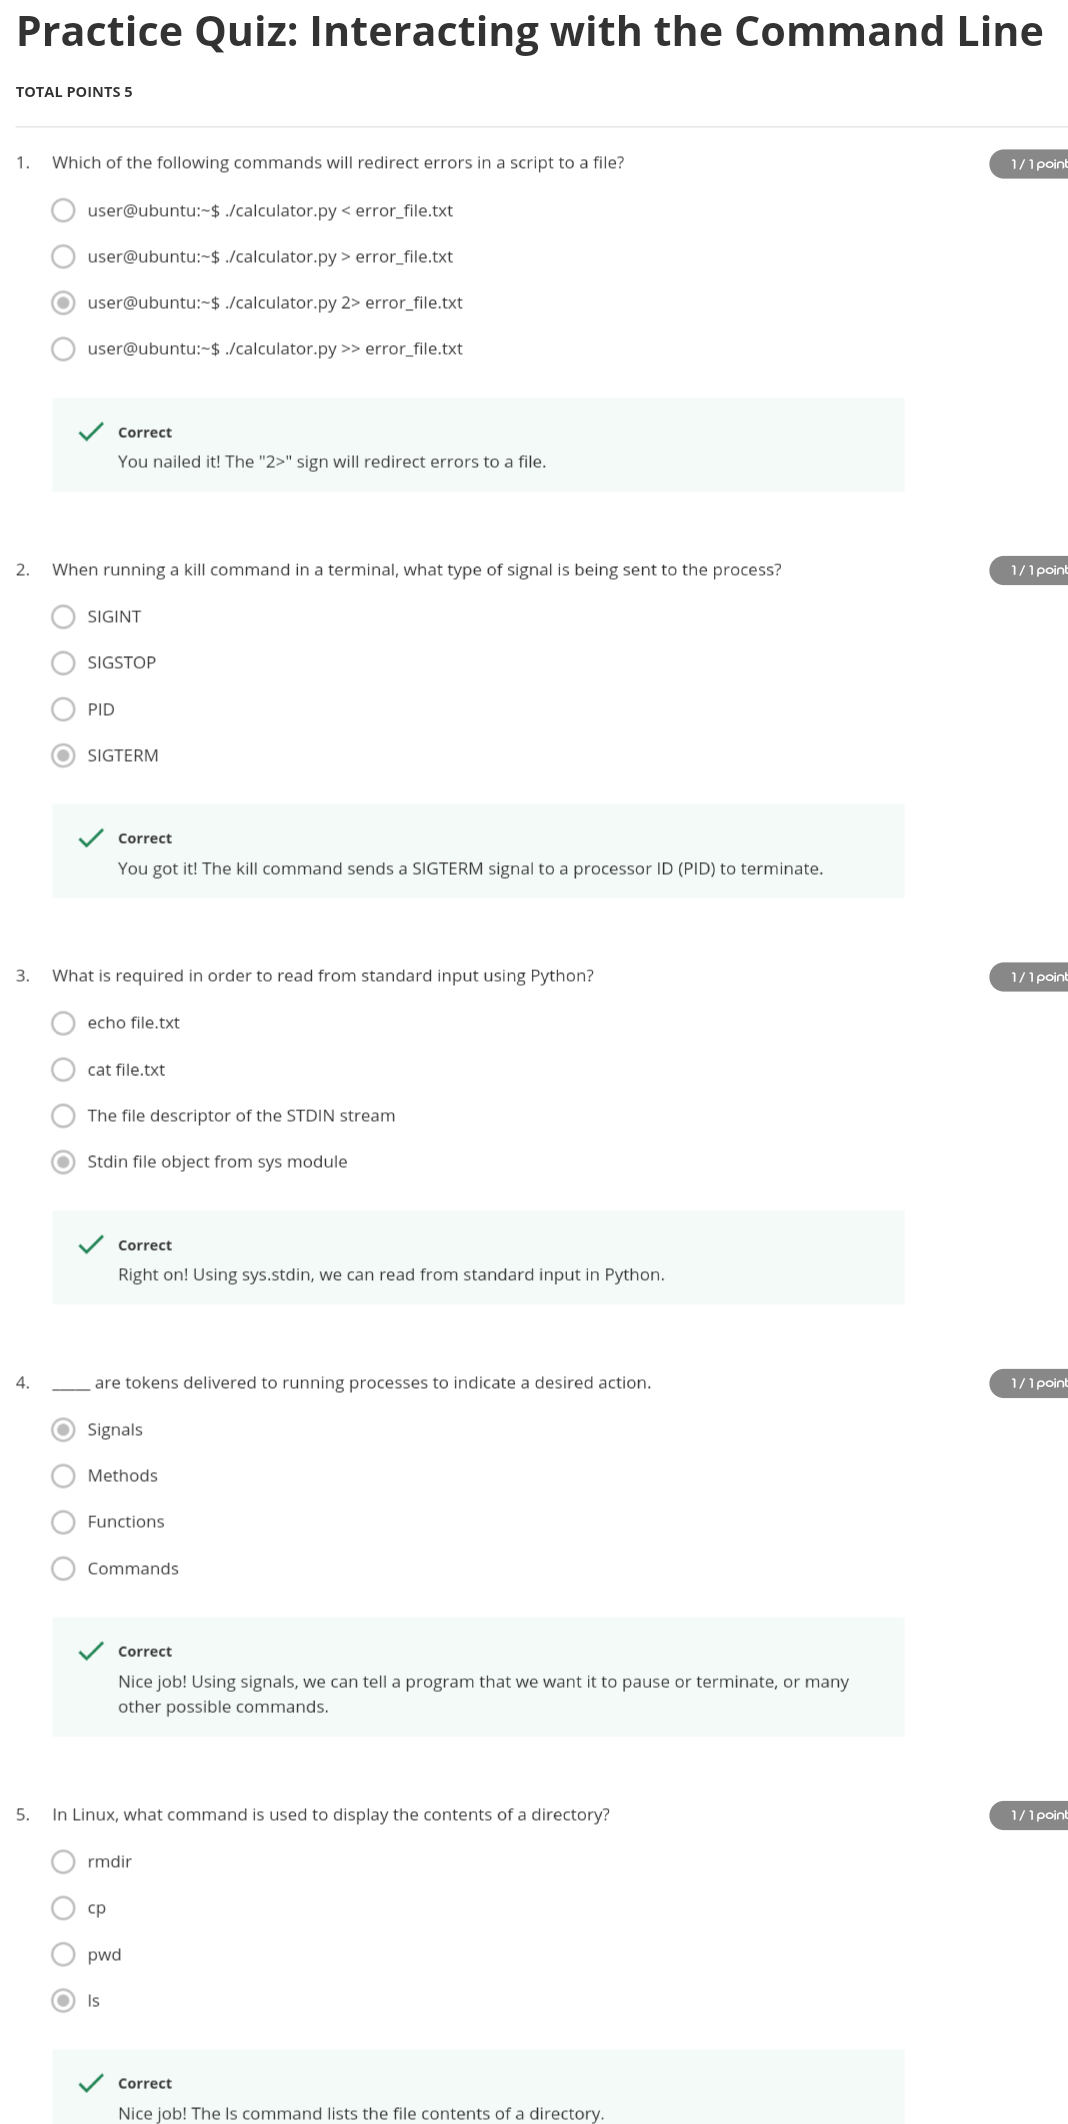 Practice Quiz: Interacting with the Command Line
TOTAL POINTS 5
1. Which of the following commands will redirect errors in a script to a file?
1 / 1 point
user@ubuntu:~$ ./calculator.py < error_file.txt
user@ubuntu:~$ ./calculator.py > error_file.txt
user@ubuntu:~$ ./calculator.py 2> error_file.txt
user@ubuntu:~$ ./calculator.py >> error_file.txt
Correct
You nailed it! The "2>" sign will redirect errors to a file.
2. When running a kill command in a terminal, what type of signal is being sent to the process?
1 / 1 point
SIGINT
SIGSTOP
PID
SIGTERM
Correct
You got it! The kill command sends a SIGTERM signal to a processor ID (PID) to terminate.
3. What is required in order to read from standard input using Python?
1 / 1 point
echo file.txt
cat file.txt
The file descriptor of the STDIN stream
Stdin file object from sys module
Correct
Right on! Using sys.stdin, we can read from standard input in Python.
4. _____ are tokens delivered to running processes to indicate a desired action.
1 / 1 point
Signals
Methods
Functions
Commands
Correct
Nice job! Using signals, we can tell a program that we want it to pause or terminate, or many
other possible commands.
5. In Linux, what command is used to display the contents of a directory?
1 / 1 point
rmdir
cp
pwd
ls
Correct
Nice job! The ls command lists the file contents of a directory.